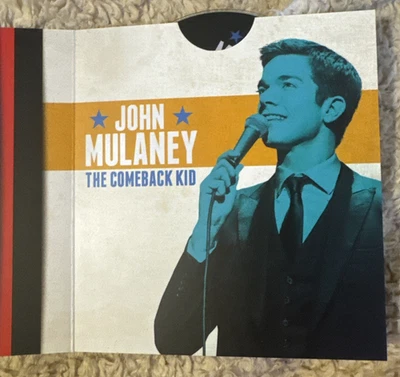 JOHN
MULANEY
THE COMEBACK KID